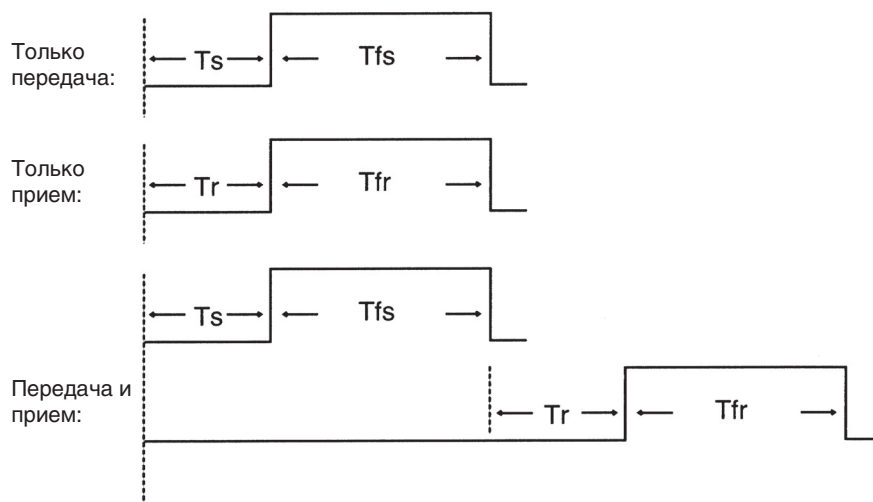 Только
передача:
Ts
Tfs
Только
прием:
Tr
Tfr
Ts
Tfs
Передача и
прием:
Tr
Tfr